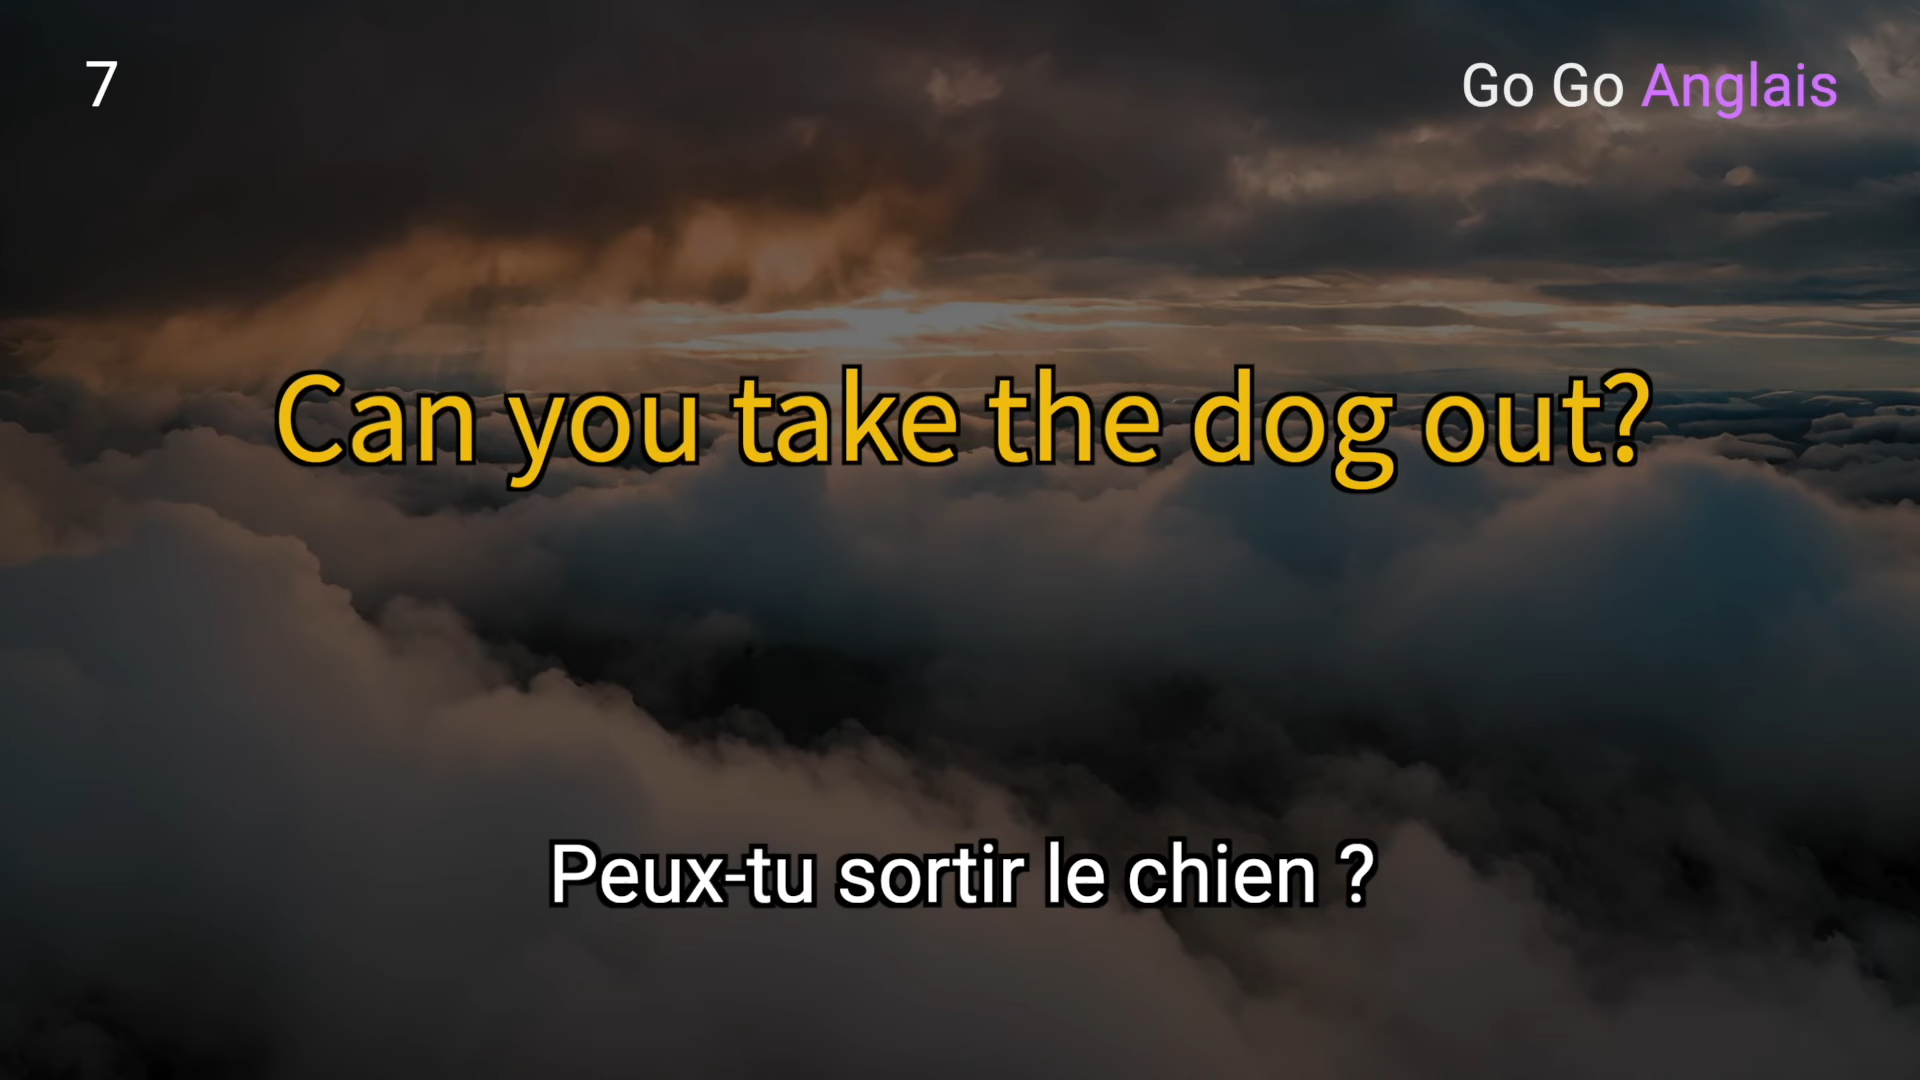 7
Go Go Anglais
Can you take the dog out?
Peux-tu sortir le chien ?